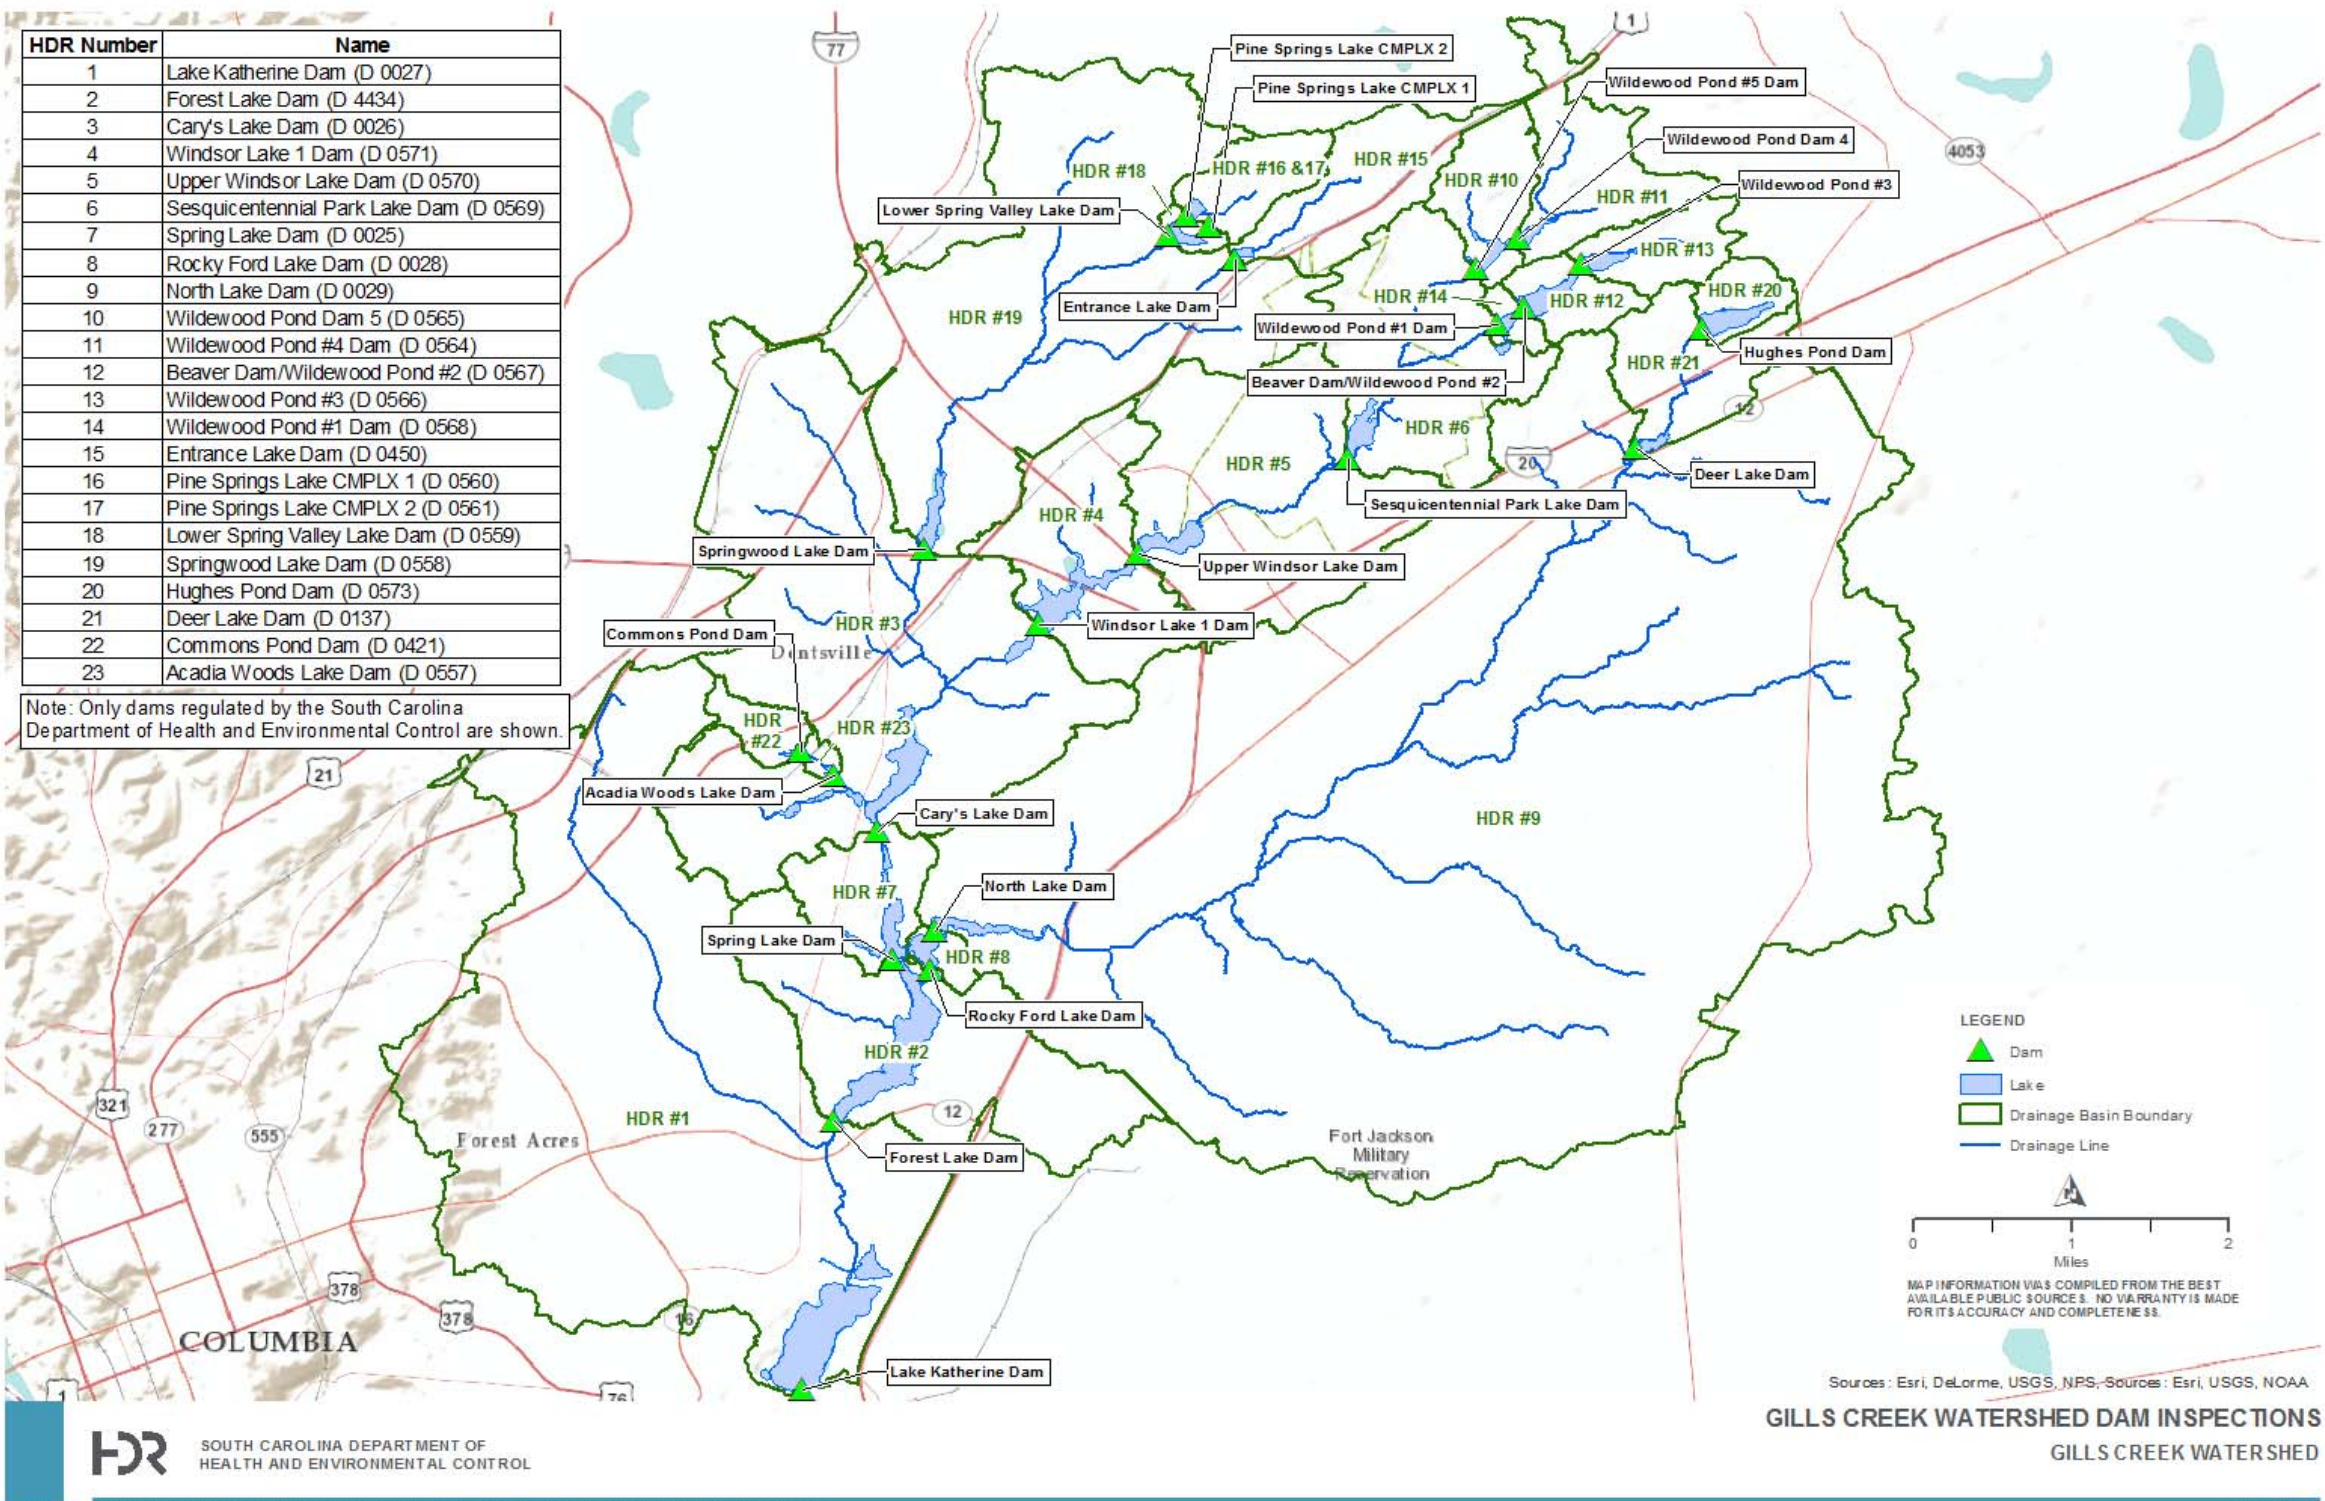 HDR Number Name
1 Lake Katherine Dam (D 0027)
2 Forest Lake Dam (D 4434)
3 Cary's Lake Dam (D 0026)
4 Windsor Lake 1 Dam (D 0571)
5 Upper Windsor Lake Dam (D 0570)
6 Sesquicentennial Park Lake Dam (D 0569)
7 Spring Lake Dam (D 0025)
8 Rocky Ford Lake Dam (D 0028)
9 North Lake Dam (D 0029)
10 Wildewood Pond Dam 5 (D 0565)
11 Wildewood Pond #4 Dam (D 0564)
12 Beaver Dam/Wildewood Pond #2 (D 0567)
13 Wildewood Pond #3 (D 0566)
14 Wildewood Pond #1 Dam (D 0568)
15 Entrance Lake Dam (D 0450)
16 Pine Springs Lake CMPLX 1 (D 0560)
17 Pine Springs Lake CMPLX 2 (D 0561)
18 Lower Spring Valley Lake Dam (D 0559)
19 Springwood Lake Dam (D 0558)
20 Hughes Pond Dam (D 0573)
21 Deer Lake Dam (D 0137)
22 Commons Pond Dam (D 0421)
23 Acadia Woods Lake Dam (D 0557)
Note: Only dams regulated by the South Carolina
Department of Health and Environmental Control are shown.
77
1
Pine Springs Lake CMPLX 2
Pine Springs Lake CMPLX 1
Wildewood Pond #5 Dam
Wildewood Pond Dam 4
4053
HDR #18
HDR #16 &17
HDR #15
HDR #10
HDR #11
Wildewood Pond #3
Lower Spring Valley Lake Dam
HDR #13
Entrance Lake Dam
HDR #19
HDR #14
HDR #12
HDR #20
Wildewood Pond #1 Dam
Hughes Pond Dam
HDR #21
Beaver Dam/Wildewood Pond #2
12
HDR #6
HDR #5
20
Deer Lake Dam
Sesquicentennial Park Lake Dam
HDR #4
Springwood Lake Dam
Upper Windsor Lake Dam
HDR #3
Windsor Lake 1 Dam
Commons Pond Dam
Dentsville
HDR
#22
HDR #23
21
Acadia Woods Lake Dam
Cary's Lake Dam
HDR #9
HDR #7
North Lake Dam
Spring Lake Dam
HDR #8
Rocky Ford Lake Dam
HDR #2
321
277
555
Forest Acres
HDR #1
12
Forest Lake Dam
Fort Jackson
Military
Reservation
378
378
16
COLUMBIA
Lake Katherine Dam
1
76
LEGEND
Dam
Lake
Drainage Basin Boundary
Drainage Line
N
0 1 2
Miles
MAP INFORMATION WAS COMPILED FROM THE BEST
AVAILABLE PUBLIC SOURCES. NO WARRANTY IS MADE
FOR ITS ACCURACY AND COMPLETENESS.
Sources: Esri, DeLorme, USGS, NPS, Sources: Esri, USGS, NOAA
GILLS CREEK WATERSHED DAM INSPECTIONS
GILLS CREEK WATERSHED
HDR
SOUTH CAROLINA DEPARTMENT OF
HEALTH AND ENVIRONMENTAL CONTROL